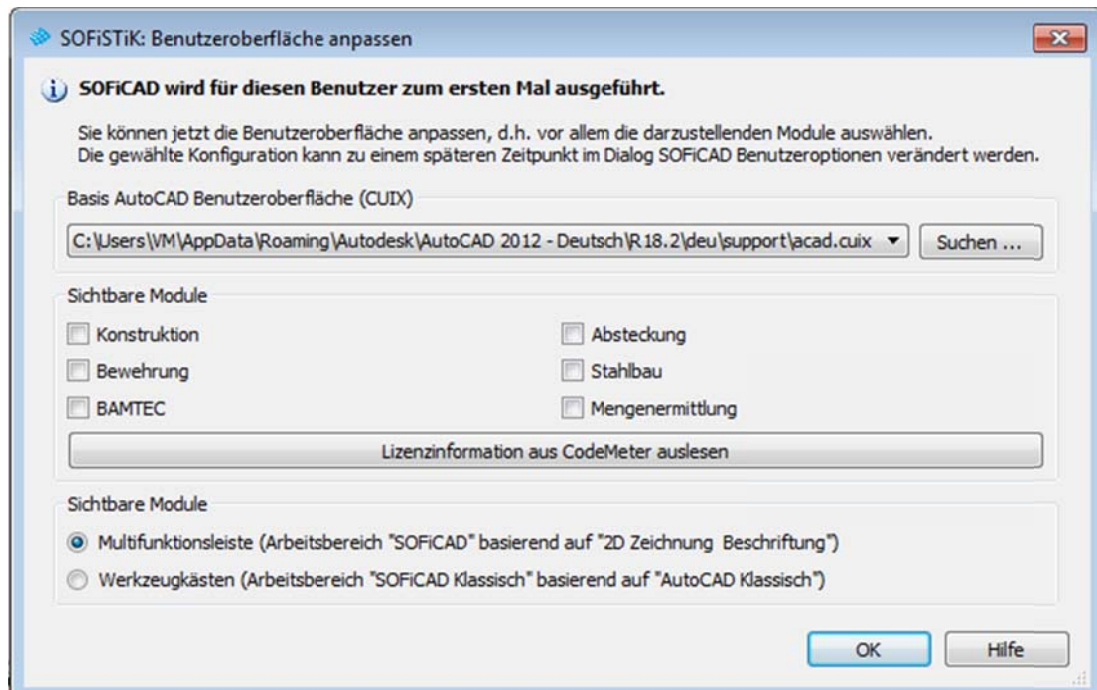 SOFiSTiK: Benutzeroberfläche anpassen
SOFiCAD wird für diesen Benutzer zum ersten Mal ausgeführt.
Sie können jetzt die Benutzeroberfläche anpassen, d.h. vor allem die darzustellenden Module auswählen.
Die gewählte Konfiguration kann zu einem späteren Zeitpunkt im Dialog SOFiCAD Benutzeroptionen verändert werden.
Basis AutoCAD Benutzeroberfläche (CUIX)
C:\Users\VM\AppData\Roaming\Autodesk\AutoCAD 2012 - Deutsch\R18.2\deu\support\acad.cuix Suchen ...
Sichtbare Module
Konstruktion Absteckung
Bewehrung Stahlbau
BAMTEC Mengenermittlung
Lizenzinformation aus CodeMeter auslesen
Sichtbare Module
Multifunktionsleiste (Arbeitsbereich "SOFiCAD" basierend auf "2D Zeichnung Beschriftung")
Werkzeugkästen (Arbeitsbereich "SOFiCAD Klassisch" basierend auf "AutoCAD Klassisch")
OK Hilfe